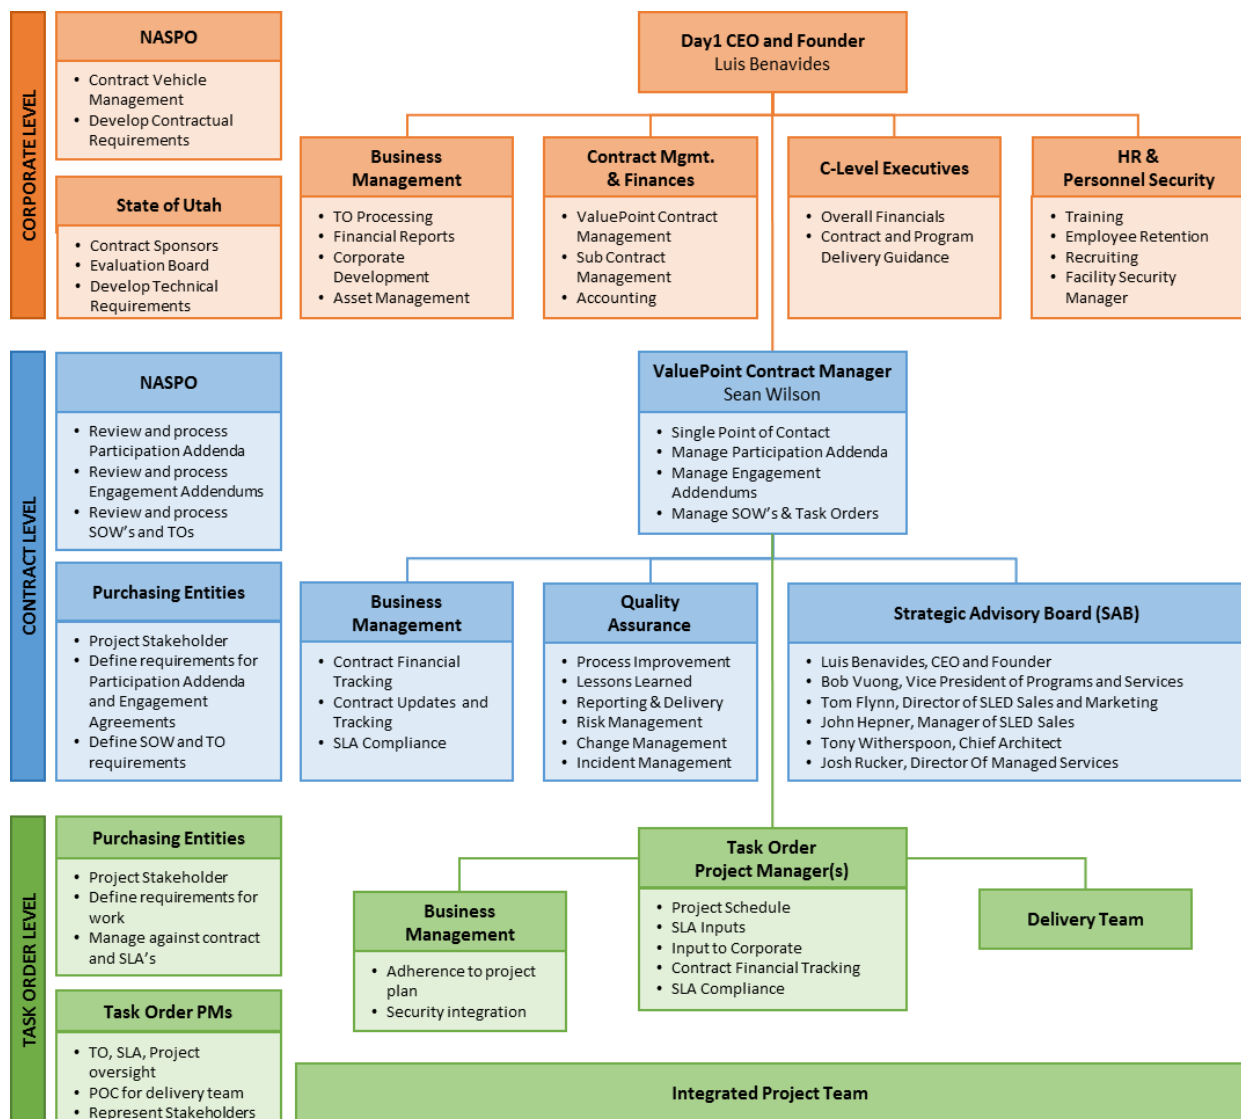 CORPORATE LEVEL
NASPO
• Contract Vehicle
Management
• Develop Contractual
Requirements
State of Utah
• Contract Sponsors
• Evaluation Board
• Develop Technical
Requirements
Day1 CEO and Founder
Luis Benavides
Business
Management
• TO Processing
• Financial Reports
• Corporate
Development
• Asset Management
Contract Mgmt.
& Finances
• ValuePoint Contract
Management
• Sub Contract
Management
• Accounting
C-Level Executives
• Overall Financials
• Contract and Program
Delivery Guidance
HR &
Personnel Security
• Training
• Employee Retention
• Recruiting
• Facility Security
Manager
CONTRACT LEVEL
NASPO
• Review and process
Participation Addenda
• Review and process
Engagement Addendums
• Review and process
SOW's and TOs
Purchasing Entities
• Project Stakeholder
• Define requirements for
Participation Addenda
and Engagement
Agreements
• Define SOW and TO
requirements
ValuePoint Contract Manager
Sean Wilson
• Single Point of Contact
• Manage Participation Addenda
• Manage Engagement
Addendums
• Manage SOW's & Task Orders
Business
Management
• Contract Financial
Tracking
• Contract Updates and
Tracking
• SLA Compliance
Quality
Assurance
• Process Improvement
• Lessons Learned
• Reporting & Delivery
• Risk Management
• Change Management
• Incident Management
Strategic Advisory Board (SAB)
• Luis Benavides, CEO and Founder
• Bob Vuong, Vice President of Programs and Services
• Tom Flynn, Director of SLED Sales and Marketing
• John Hepner, Manager of SLED Sales
• Tony Witherspoon, Chief Architect
• Josh Rucker, Director Of Managed Services
TASK ORDER LEVEL
Purchasing Entities
• Project Stakeholder
• Define requirements for
work
• Manage against contract
and SLA's
Task Order PMs
• TO, SLA, Project
oversight
• POC for delivery team
• Represent Stakeholders
Task Order
Project Manager(s)
• Project Schedule
• SLA Inputs
• Input to Corporate
• Contract Financial Tracking
• SLA Compliance
Business
Management
• Adherence to project
plan
• Security integration
Delivery Team
Integrated Project Team